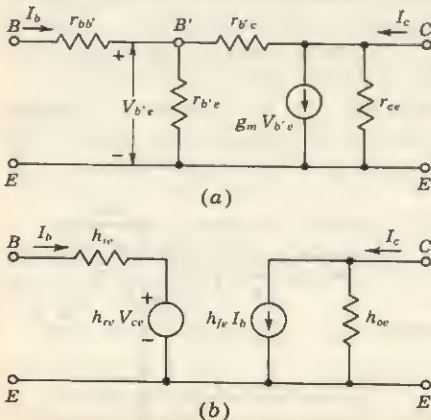 B I_b r_bb' B' r_b'c I_c C
+
V_b'e r_b'e g_m V_b'e r_ce
−
E E
(a)
B I_b h_ie I_c C
+
h_re V_ce h_fe I_b h_oe
−
E E
(b)